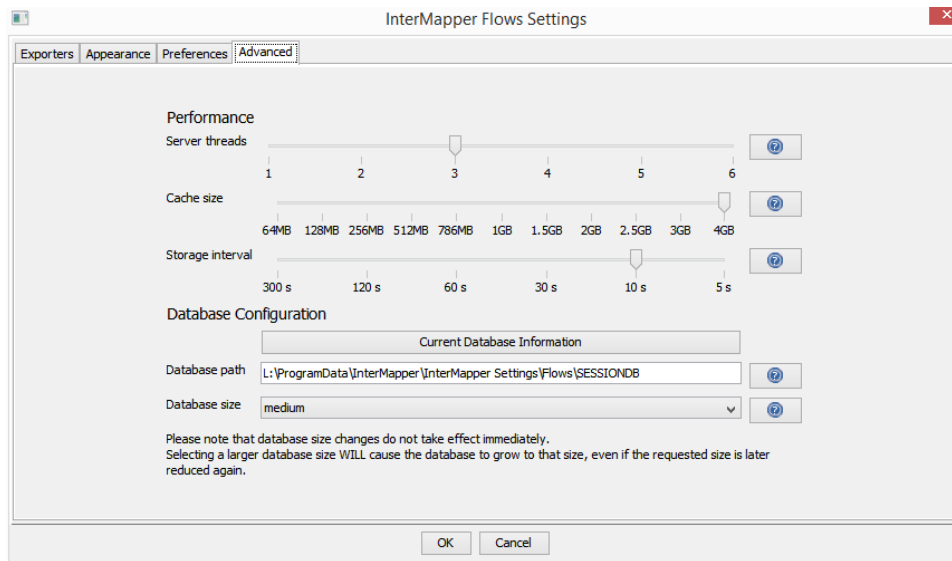 InterMapper Flows Settings
Exporters Appearance Preferences Advanced
Performance
Server threads
1 2 3 4 5 6
Cache size
64MB 128MB 256MB 512MB 786MB 1GB 1.5GB 2GB 2.5GB 3GB 4GB
Storage interval
300 s 120 s 60 s 30 s 10 s 5 s
Database Configuration
Current Database Information
Database path L:\ProgramData\InterMapper\InterMapper Settings\Flows\SESSIONDB
Database size medium
Please note that database size changes do not take effect immediately.
Selecting a larger database size WILL cause the database to grow to that size, even if the requested size is later
reduced again.
OK Cancel